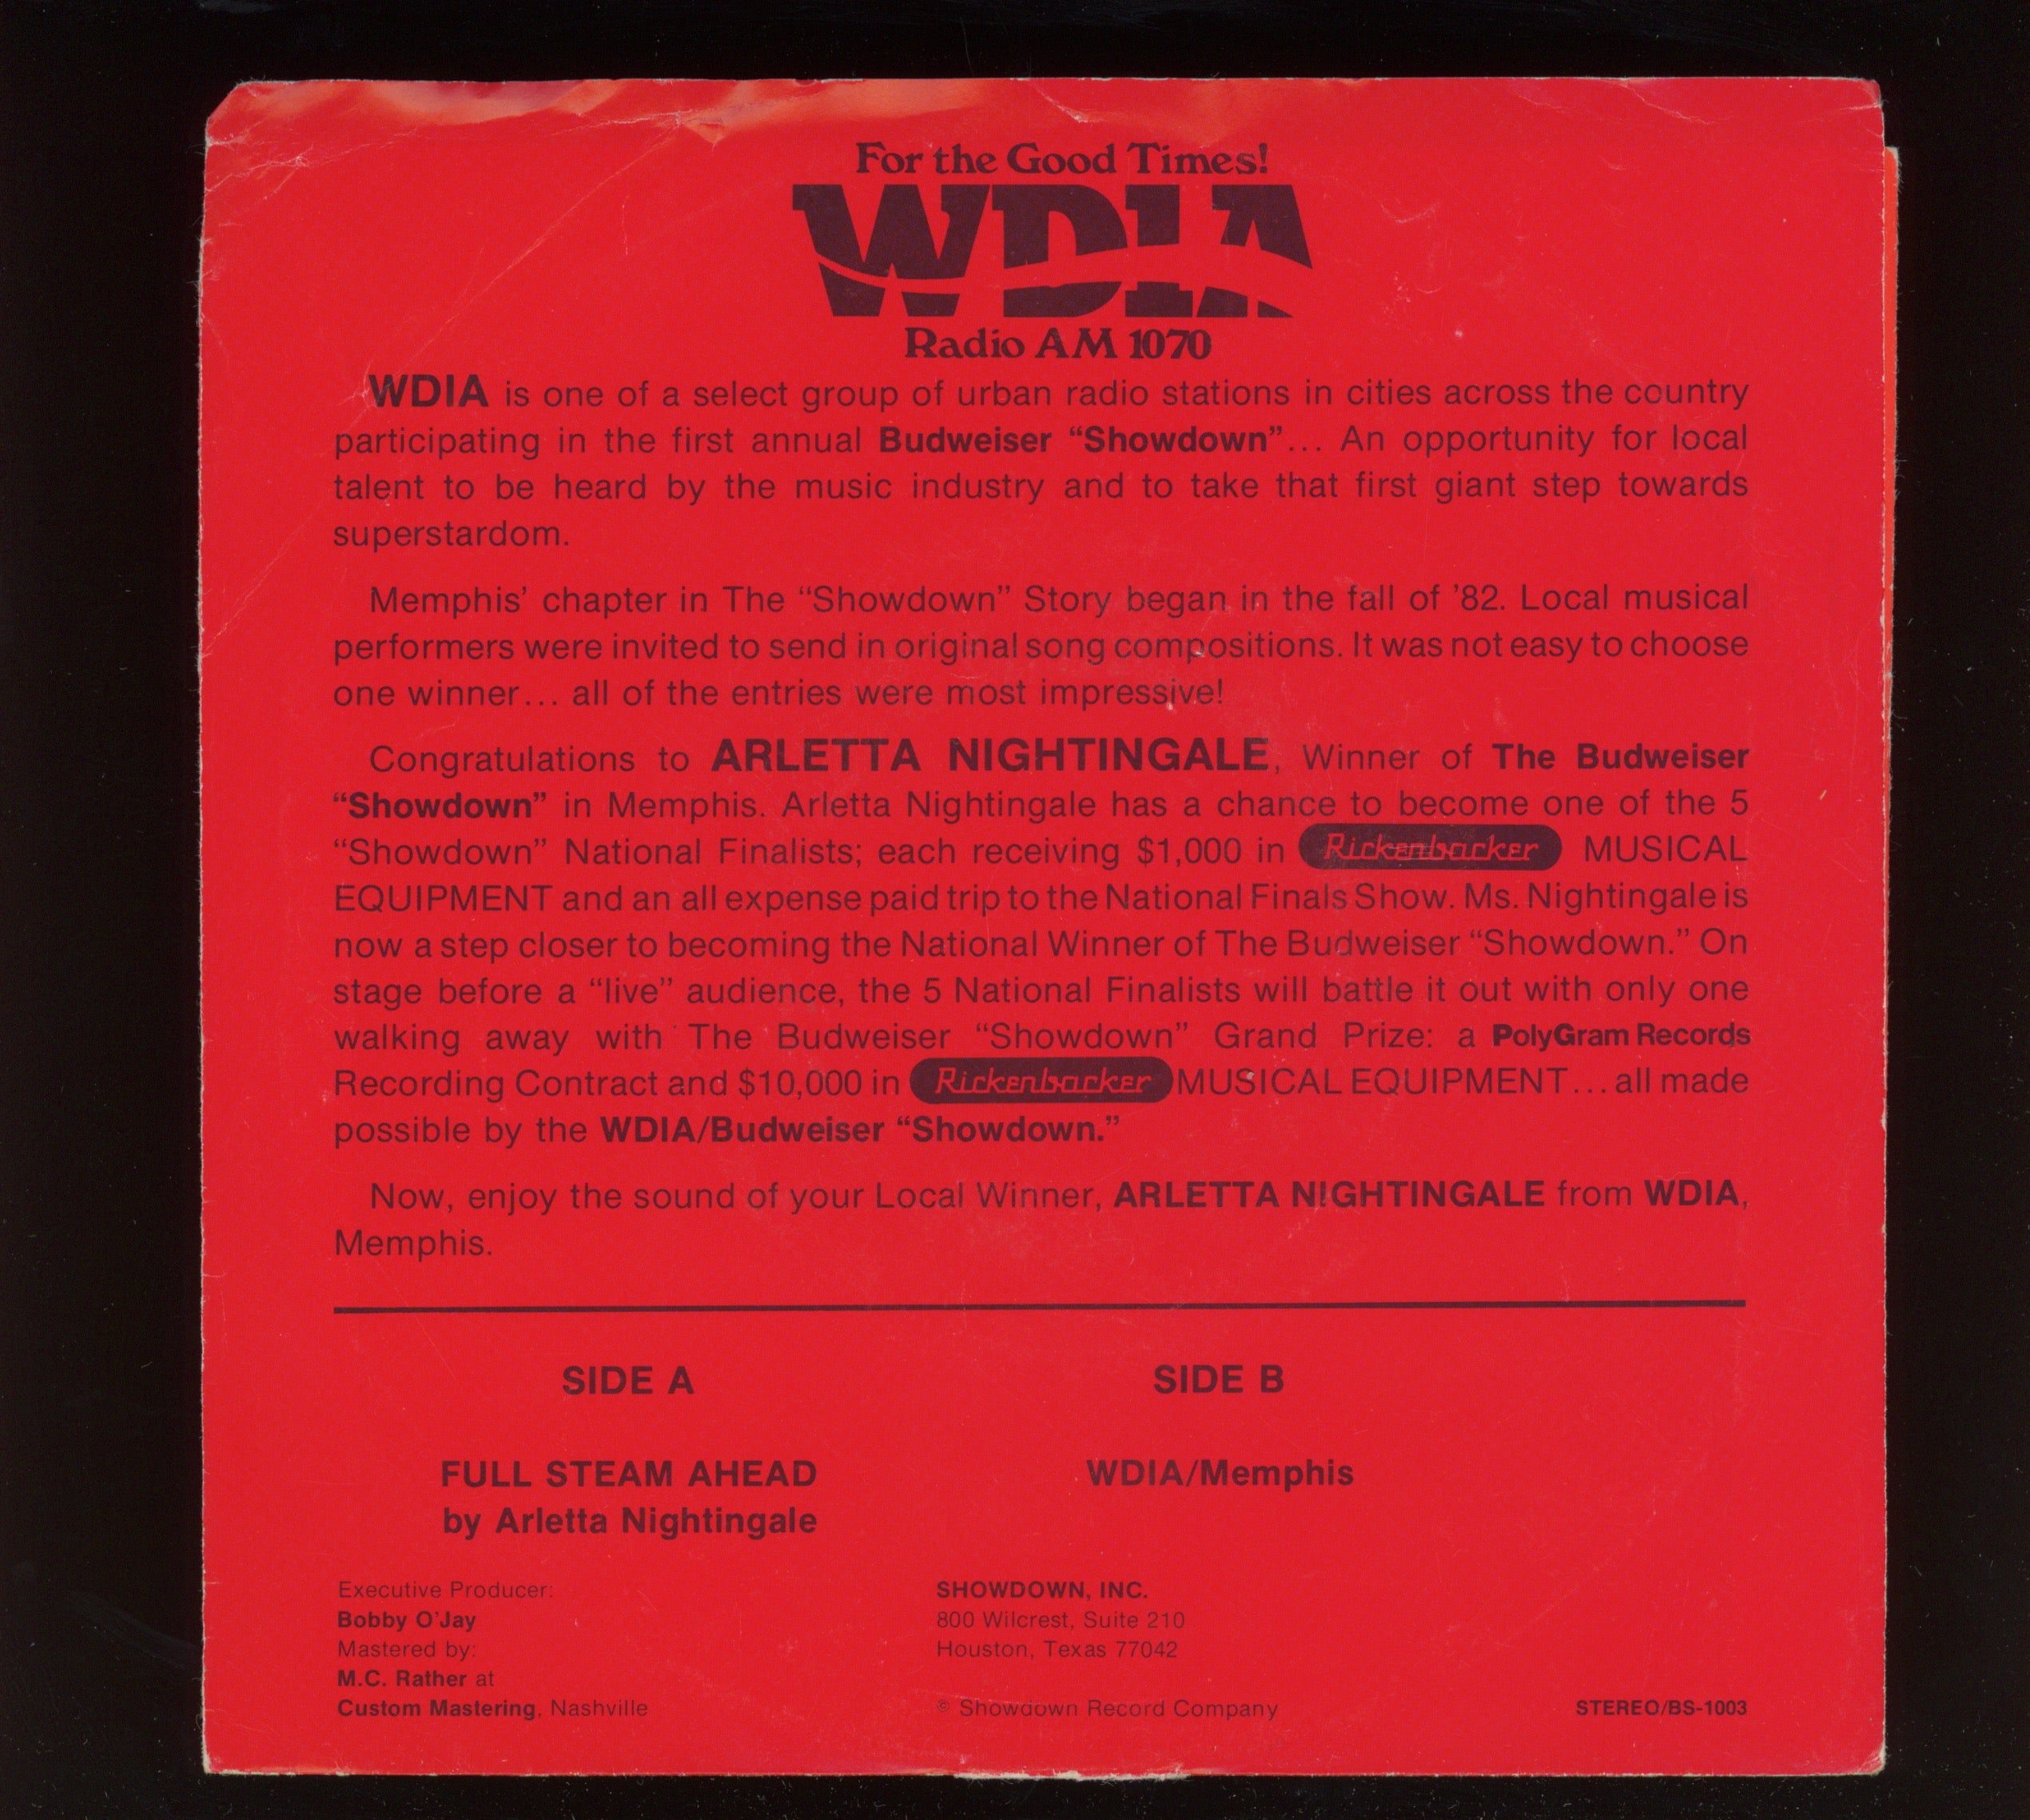 For the Good Times!
WDIA
Radio AM 1070
WDIA is one of a select group of urban radio stations in cities across the country
participating in the first annual Budweiser “Showdown”... An opportunity for local
talent to be heard by the music industry and to take that first giant step towards
superstardom.
Memphis’ chapter in The “Showdown” Story began in the fall of ’82. Local musical
performers were invited to send in original song compositions. It was not easy to choose
one winner... all of the entries were most impressive!
Congratulations to ARLETTA NIGHTINGALE, Winner of The Budweiser
“Showdown” in Memphis. Arletta Nightingale has a chance to become one of the 5
“Showdown” National Finalists; each receiving $1,000 in Rickenbacker MUSICAL
EQUIPMENT and an all expense paid trip to the National Finals Show. Ms. Nightingale is
now a step closer to becoming the National Winner of The Budweiser “Showdown.” On
stage before a “live” audience, the 5 National Finalists will battle it out with only one
walking away with The Budweiser “Showdown” Grand Prize: a PolyGram Records
Recording Contract and $10,000 in Rickenbacker MUSICAL EQUIPMENT...all made
possible by the WDIA/Budweiser “Showdown.”
Now, enjoy the sound of your Local Winner, ARLETTA NIGHTINGALE from WDIA,
Memphis.
SIDE A
SIDE B
FULL STEAM AHEAD
by Arletta Nightingale
WDIA/Memphis
Executive Producer:
Bobby O’Jay
Mastered by:
M.C. Rather at
Custom Mastering, Nashville
SHOWDOWN, INC.
800 Wilcrest, Suite 210
Houston, Texas 77042
© Showdown Record Company
STEREO/BS-1003